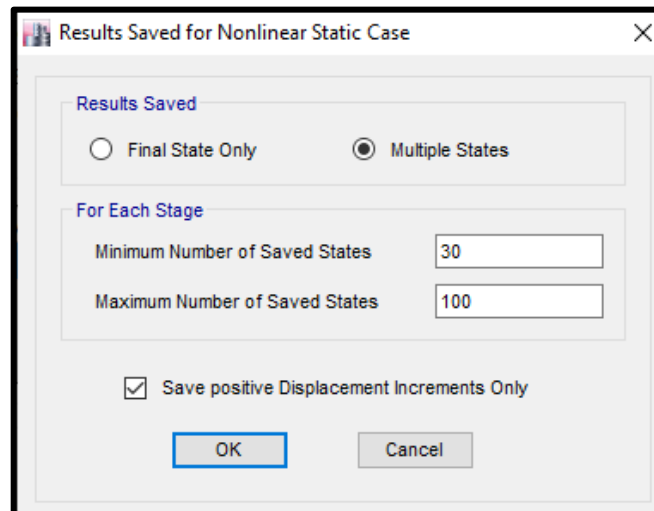 Results Saved for Nonlinear Static Case
Results Saved
Final State Only
Multiple States
For Each Stage
Minimum Number of Saved States
30
Maximum Number of Saved States
100
Save positive Displacement Increments Only
OK
Cancel